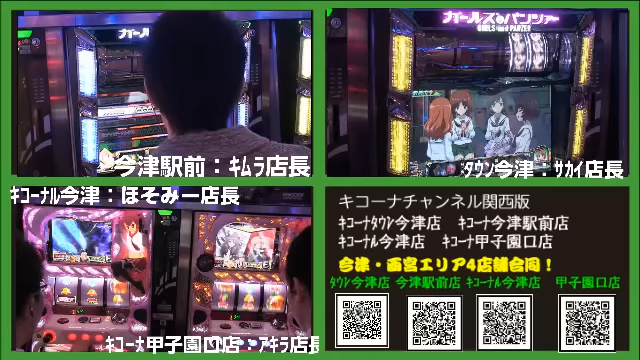 ガールズ
今津駅前：ｷﾑﾗ店長
ガールズ&パンツァー
GIRLS und PANZER
ﾀｳﾝ今津：ｻｶｲ店長
ｷｺｰﾅﾙ今津：ほそみー店長
ｷｺｰﾅ甲子園口店：ｱｷﾗ店長
キコーナチャンネル関西版
ｷｺｰﾅﾀｳﾝ今津店 ｷｺｰﾅ今津駅前店
ｷｺｰﾅﾙ今津店 ｷｺｰﾅ甲子園口店
今津・西宮エリア4店舗合同！
ﾀｳﾝ今津店 今津駅前店 ｷｺｰﾅﾙ今津店 甲子園口店